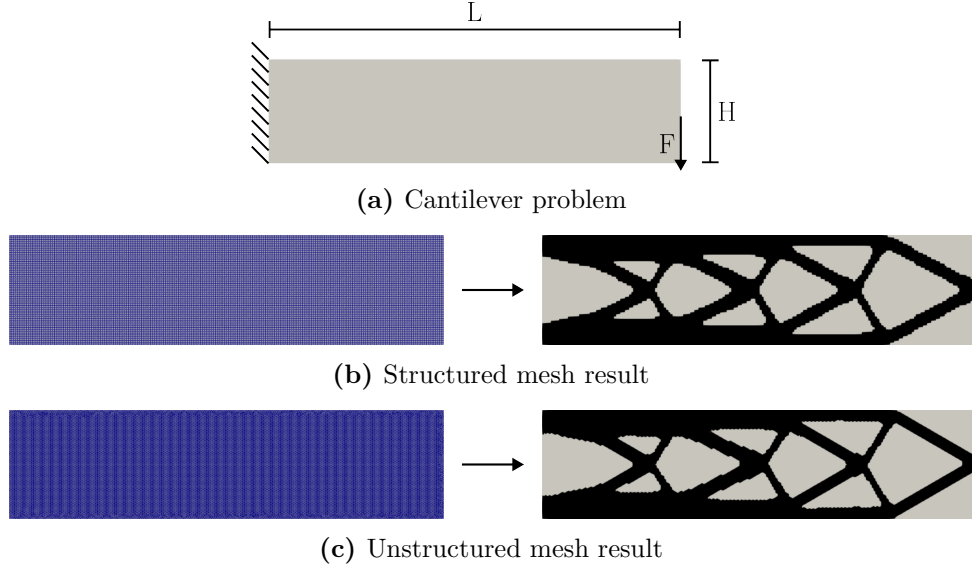 L
H
F
(a) Cantilever problem
(b) Structured mesh result
(c) Unstructured mesh result